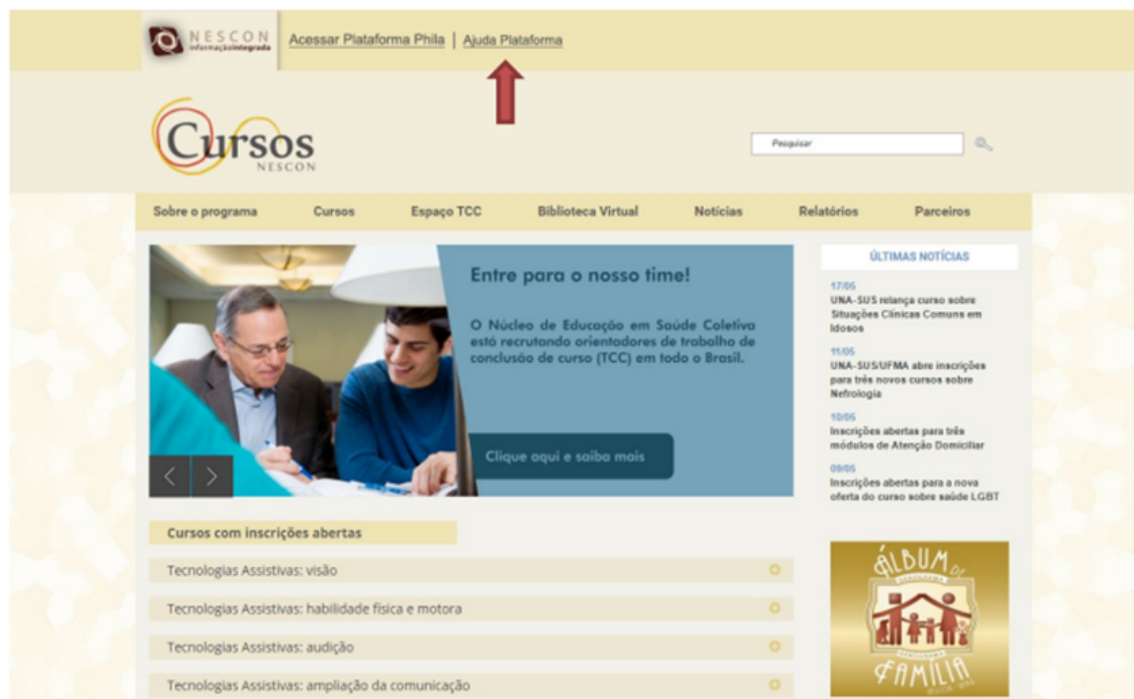 NESCON
informaçãointegrada
Acessar Plataforma Phila | Ajuda Plataforma
Cursos
NESCON
Pesquisar
Sobre o programa Cursos Espaço TCC Biblioteca Virtual Notícias Relatórios Parceiros
Entre para o nosso time!
O Núcleo de Educação em Saúde Coletiva
está recrutando orientadores de trabalho de
conclusão de curso (TCC) em todo o Brasil.
Clique aqui e saiba mais
ÚLTIMAS NOTÍCIAS
17/05
UNA-SUS relança curso sobre
Situações Clínicas Comuns em
Idosos
11/05
UNA-SUS/UFMA abre inscrições
para três novos cursos sobre
Nefrologia
10/05
Inscrições abertas para três
módulos de Atenção Domiciliar
09/05
Inscrições abertas para a nova
oferta do curso sobre saúde LGBT
Cursos com inscrições abertas
Tecnologias Assistivas: visão
Tecnologias Assistivas: habilidade física e motora
Tecnologias Assistivas: audição
Tecnologias Assistivas: ampliação da comunicação
ÁLBUM DE
FAMÍLIA